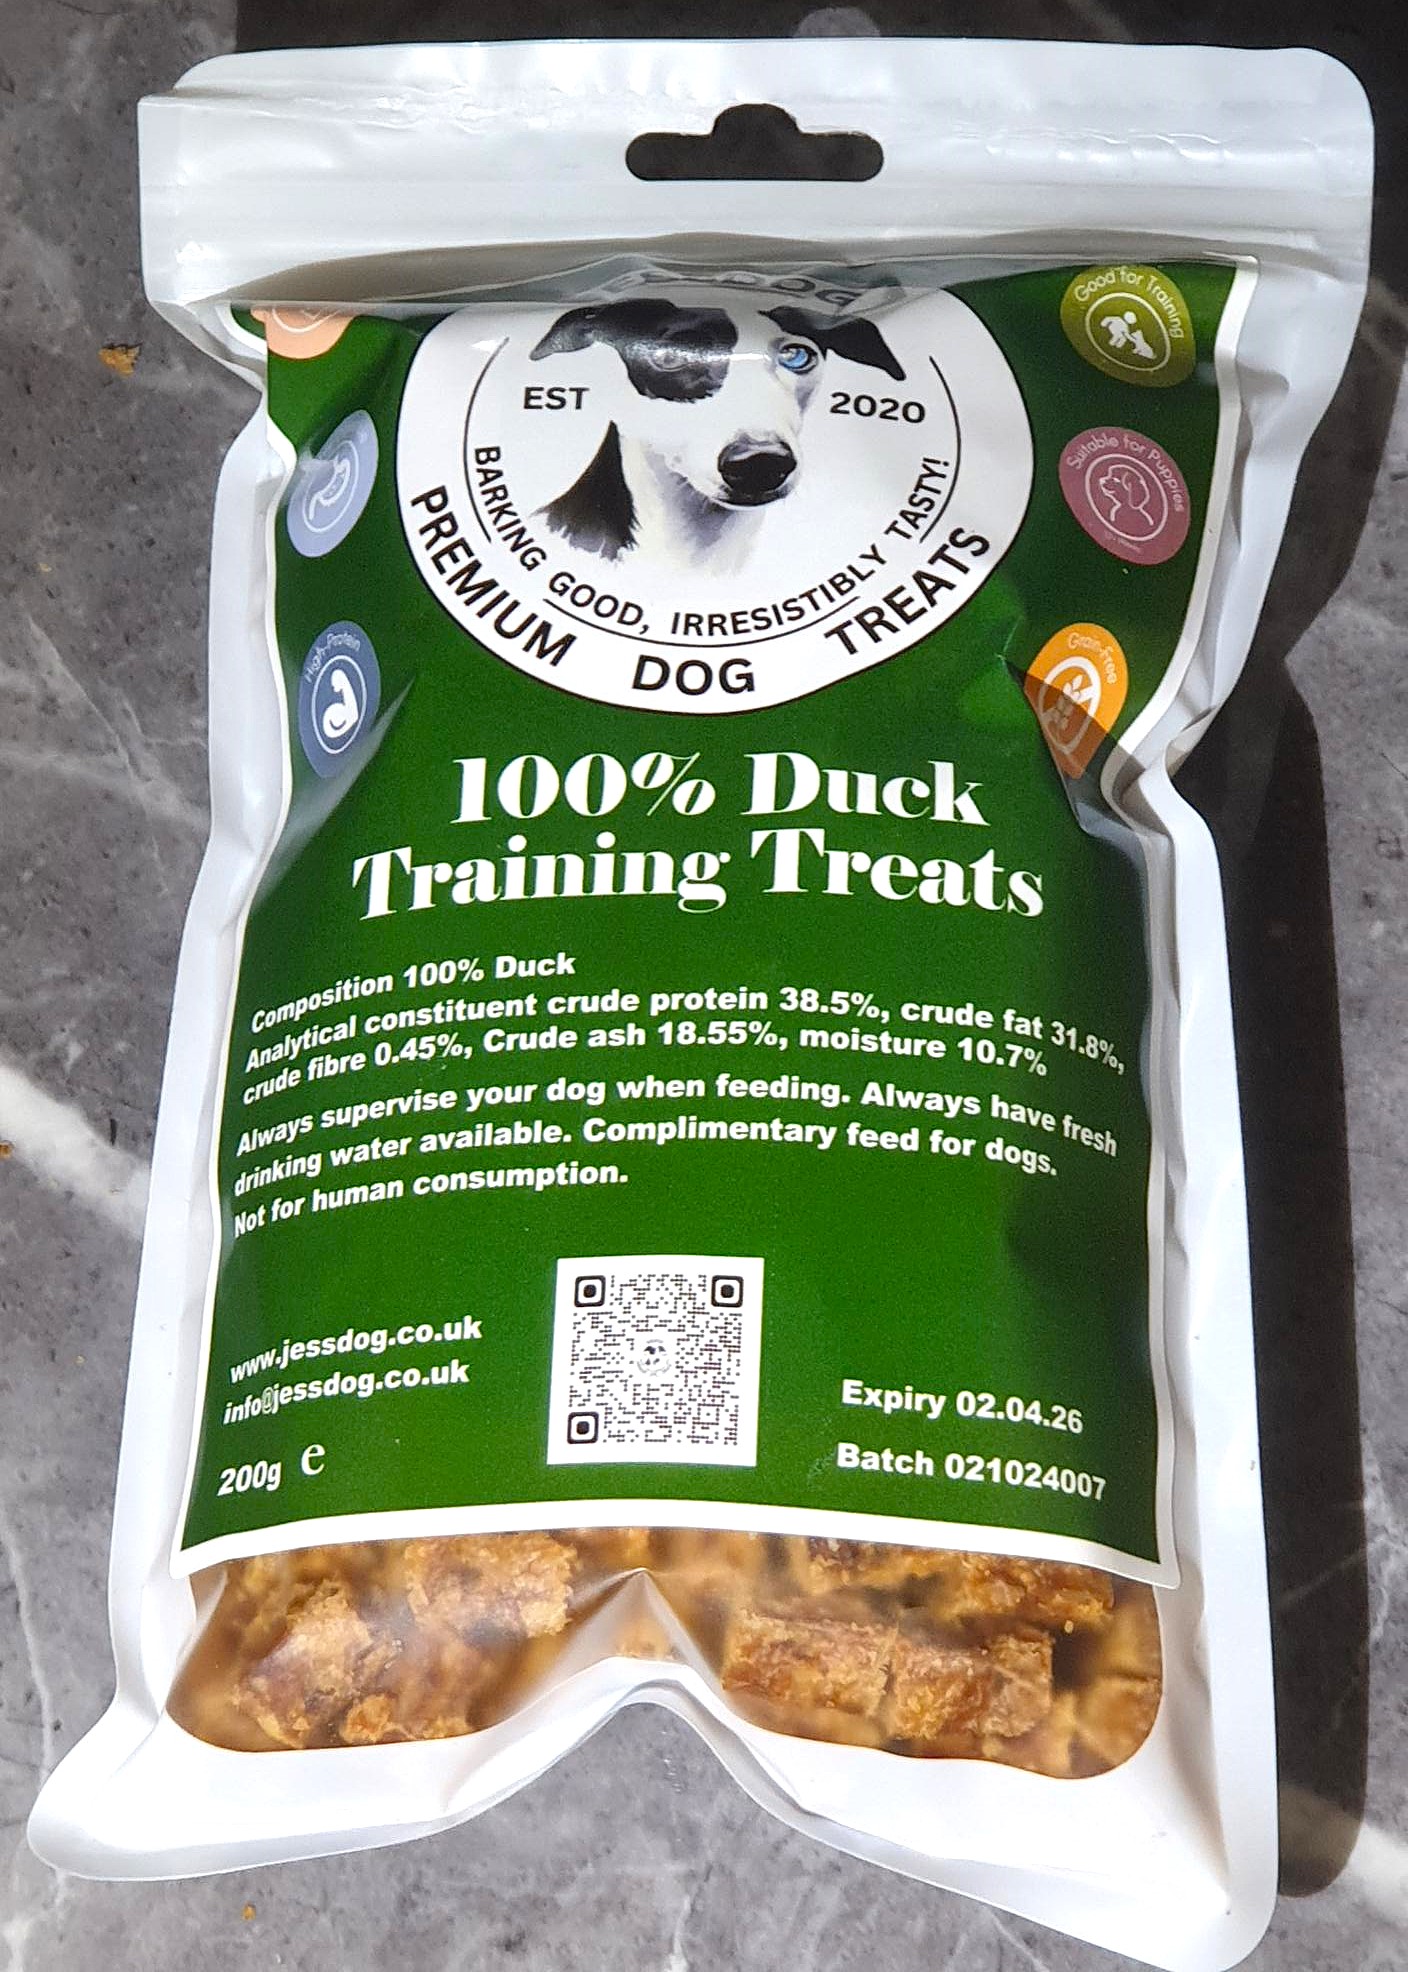 EST
2020
BARKING GOOD, IRRESISTIBLY TASTY!
PREMIUM DOG TREATS
Good for Training
Suitable for Puppies
High-Protein
Grain-Free
100% Duck
Training Treats
Composition 100% Duck
Analytical constituent crude protein 38.5%, crude fat 31.8%,
crude fibre 0.45%, Crude ash 18.55%, moisture 10.7%
Always supervise your dog when feeding. Always have fresh
drinking water available. Complimentary feed for dogs.
Not for human consumption.
www.jessdog.co.uk
info@jessdog.co.uk
200g e
Expiry 02.04.26
Batch 021024007